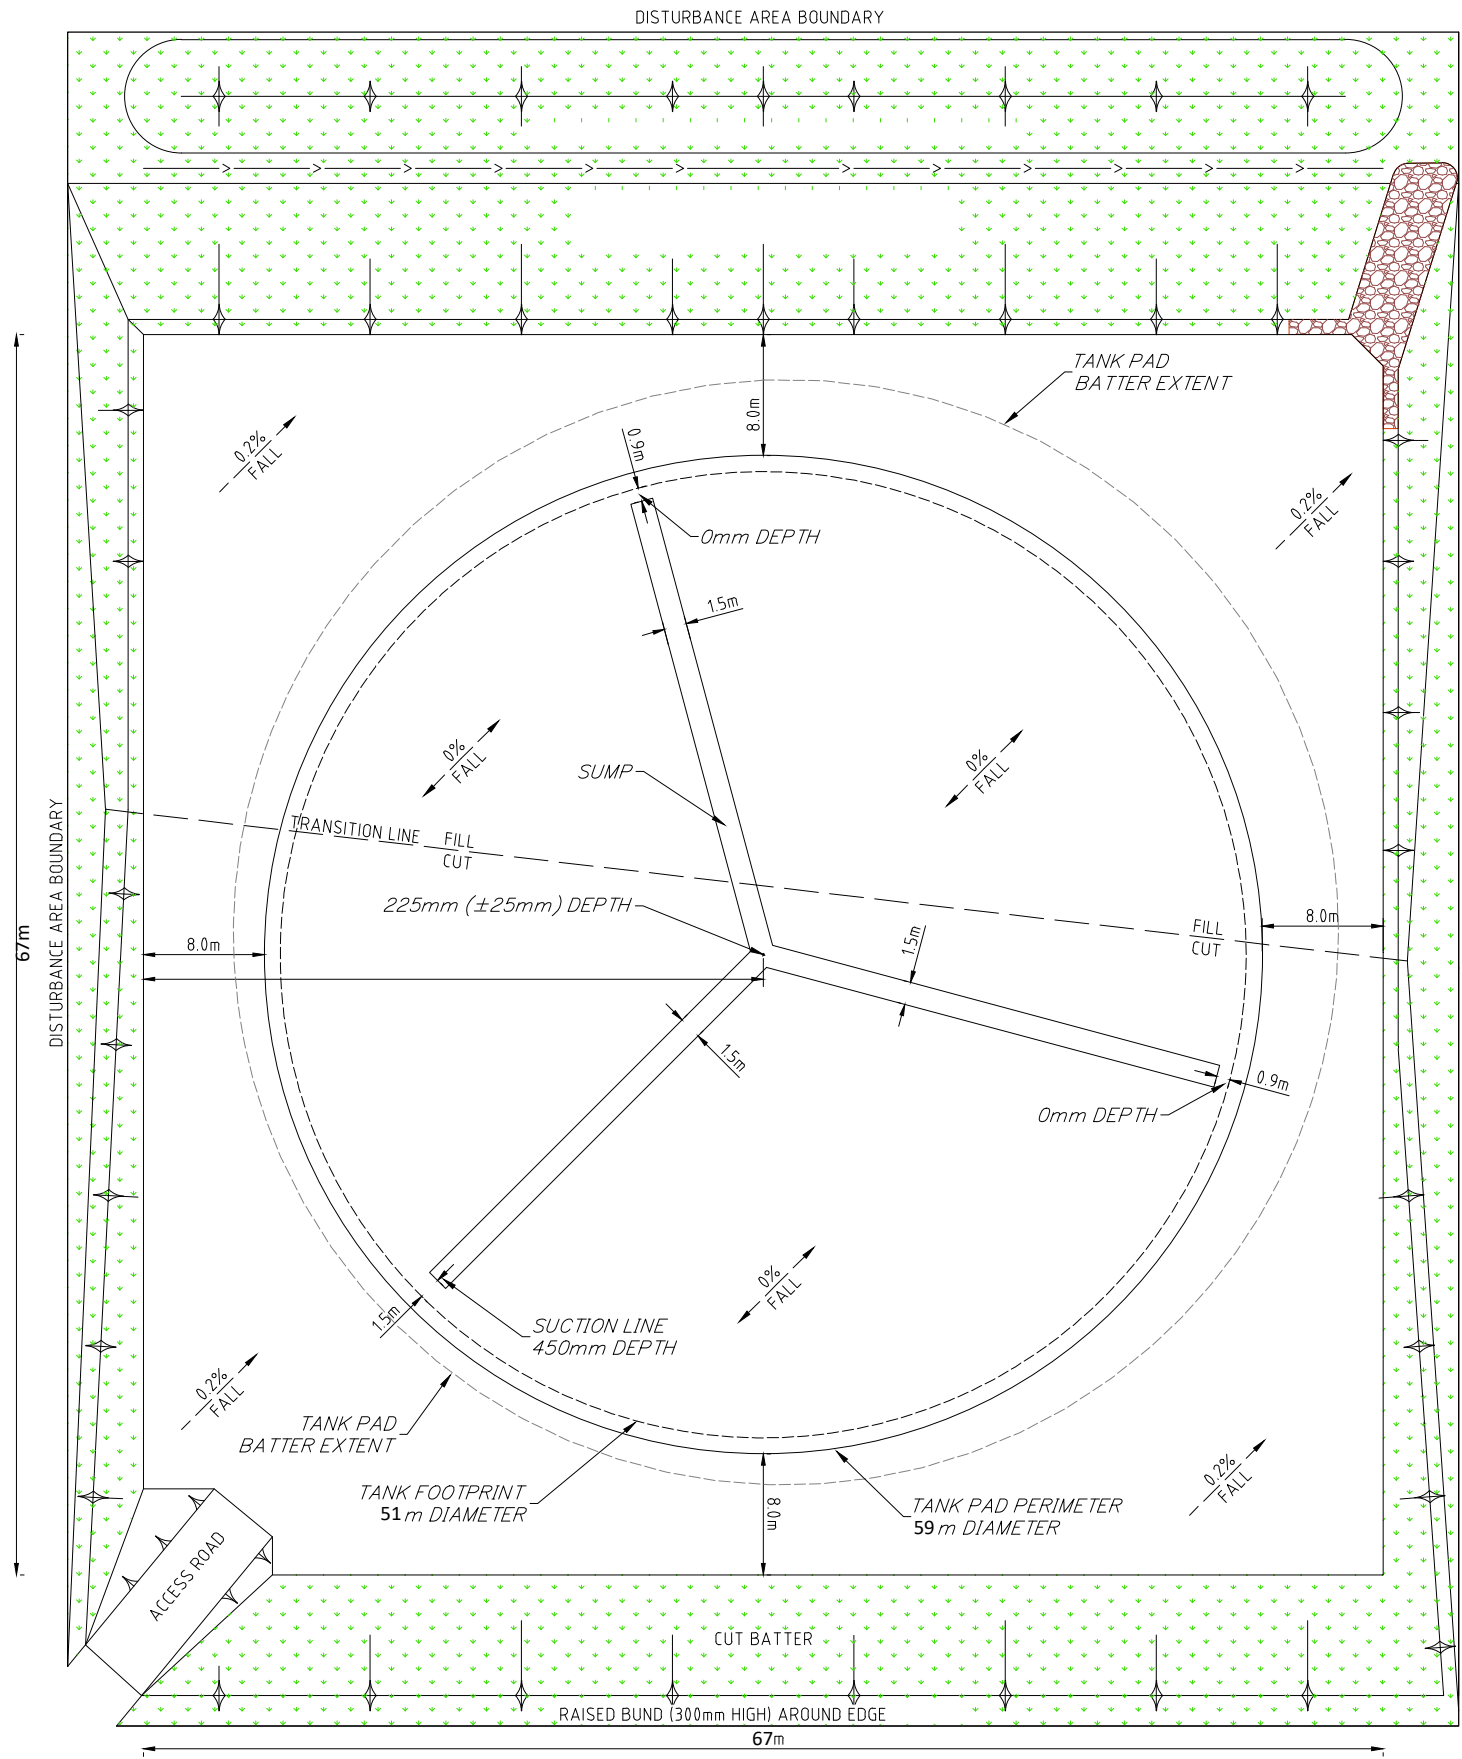 DISTURBANCE AREA BOUNDARY
TANK PAD
BATTER EXTENT
8.0m
0.2%
FALL
0.9m
0mm DEPTH
0.2%
FALL
1.5m
0%
FALL
SUMP
0%
FALL
TRANSITION LINE
FILL
CUT
DISTURBANCE AREA BOUNDARY
225mm (±25mm) DEPTH
67m
8.0m
1.5m
FILL
CUT
8.0m
1.5m
0.9m
0mm DEPTH
0%
FALL
1.5m
SUCTION LINE
450mm DEPTH
0.2%
FALL
TANK PAD
BATTER EXTENT
0.2%
FALL
TANK FOOTPRINT
51m DIAMETER
8.0m
TANK PAD PERIMETER
59m DIAMETER
ACCESS ROAD
CUT BATTER
RAISED BUND (300mm HIGH) AROUND EDGE
67m